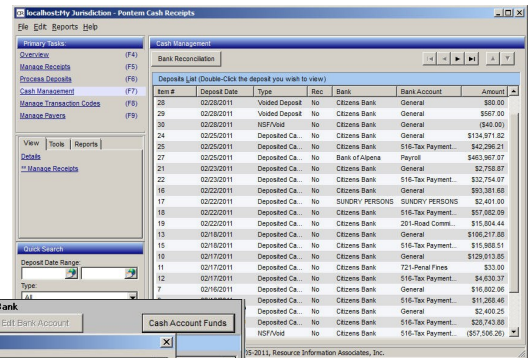 localhost:My Jurisdiction - Pontem Cash Receipts
File Edit Reports Help
Primary Tasks:
Overview (F4)
Manage Receipts (F5)
Process Deposits (F6)
Cash Management (F7)
Manage Transaction Codes (F8)
Manage Payers (F9)
View Tools Reports
Details
** Manage Receipts
Quick Search
Deposit Date Range:
Type:
All
Cash Management
Bank Reconciliation
Deposits List (Double-Click the deposit you wish to view)
Item # Deposit Date Type Rec Bank Bank Account Amount
28 02/28/2011 Voided Deposit No Citizens Bank General $80.00
29 02/28/2011 Voided Deposit No Citizens Bank General $567.00
30 02/28/2011 NSF/Void No Citizens Bank General ($40.00)
24 02/25/2011 Deposited Ca... No Citizens Bank General $134,971.82
25 02/25/2011 Deposited Ca... No Citizens Bank 516-Tax Payment... $42,296.21
27 02/25/2011 Deposited Ca... No Bank of Alpena Payroll $463,967.07
21 02/23/2011 Deposited Ca... No Citizens Bank General $2,758.87
22 02/23/2011 Deposited Ca... No Citizens Bank 516-Tax Payment... $32,754.07
16 02/22/2011 Deposited Ca... No Citizens Bank General $93,381.68
17 02/22/2011 Deposited Ca... No SUNDRY PERSONS SUNDRY PERSONS $2,401.00
18 02/22/2011 Deposited Ca... No Citizens Bank 516-Tax Payment... $57,082.09
19 02/22/2011 Deposited Ca... No Citizens Bank 201-Road Commi... $15,804.44
13 02/18/2011 Deposited Ca... No Citizens Bank General $106,217.88
15 02/18/2011 Deposited Ca... No Citizens Bank 516-Tax Payment... $15,988.51
10 02/17/2011 Deposited Ca... No Citizens Bank General $129,013.85
11 02/17/2011 Deposited Ca... No Citizens Bank 721-Penal Fines $33.00
12 02/17/2011 Deposited Ca... No Citizens Bank 516-Tax Payment... $4,630.37
7 02/16/2011 Deposited Ca... No Citizens Bank General $16,802.06
Deposited Ca... No Citizens Bank 516-Tax Payment... $11,268.46
Deposited Ca... No Citizens Bank General $2,400.25
Deposited Ca... No Citizens Bank 516-Tax Payment... $28,743.88
NSF/Void No Citizens Bank 516-Tax Payment... ($57,506.26)
Bank
Edit Bank Account
Cash Account Funds
05-2011, Resource Information Associates, Inc.